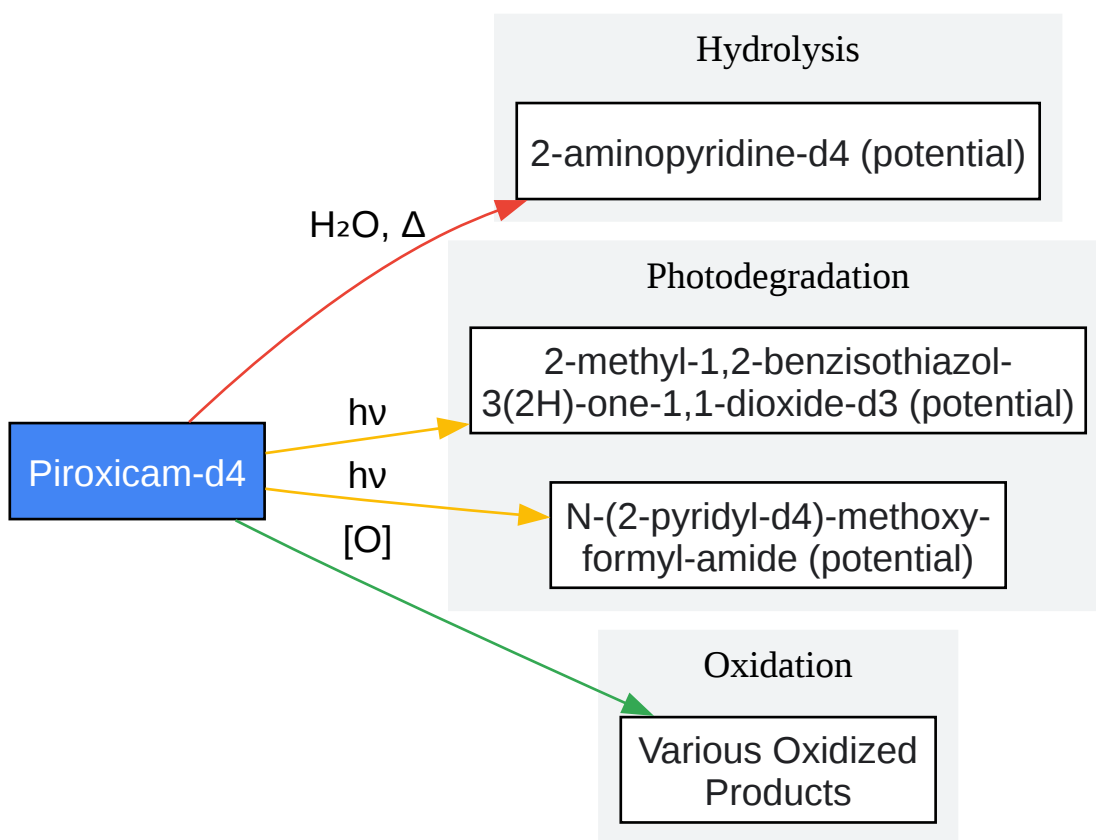 Hydrolysis
2-aminopyridine-d4 (potential)
H₂O, Δ
Photodegradation
2-methyl-1,2-benzisothiazol-
3(2H)-one-1,1-dioxide-d3 (potential)
hν
Piroxicam-d4
hν
N-(2-pyridyl-d4)-methoxy-
formyl-amide (potential)
[O]
Oxidation
Various Oxidized
Products